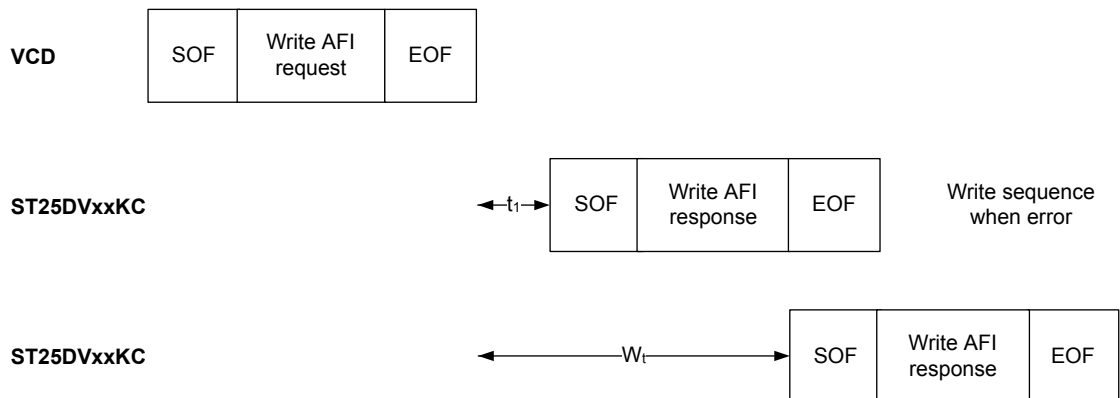 VCD
SOF
Write AFI
request
EOF
ST25DVxxKC
t1
SOF
Write AFI
response
EOF
Write sequence
when error
ST25DVxxKC
Wt
SOF
Write AFI
response
EOF